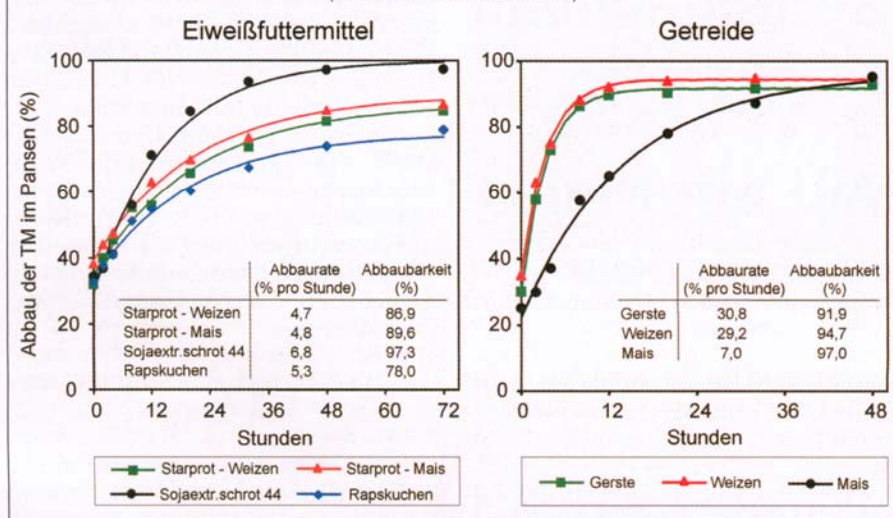 Eiweißfuttermittel
Getreide
Abbau der TM im Pansen (%)
100
80
60
40
20
0
Abbaurate Abbaubarkeit
(% pro Stunde) (%)
Starprot - Weizen 4,7 86,9
Starprot - Mais 4,8 89,6
Sojaextr.schrot 44 6,8 97,3
Rapskuchen 5,3 78,0
0 12 24 36 48 60 72
Stunden
Starprot - Weizen Starprot - Mais
Sojaextr.schrot 44 Rapskuchen
100
80
60
40
20
0
Abbaurate Abbaubarkeit
(% pro Stunde) (%)
Gerste 30,8 91,9
Weizen 29,2 94,7
Mais 7,0 97,0
0 12 24 36 48
Stunden
Gerste Weizen Mais